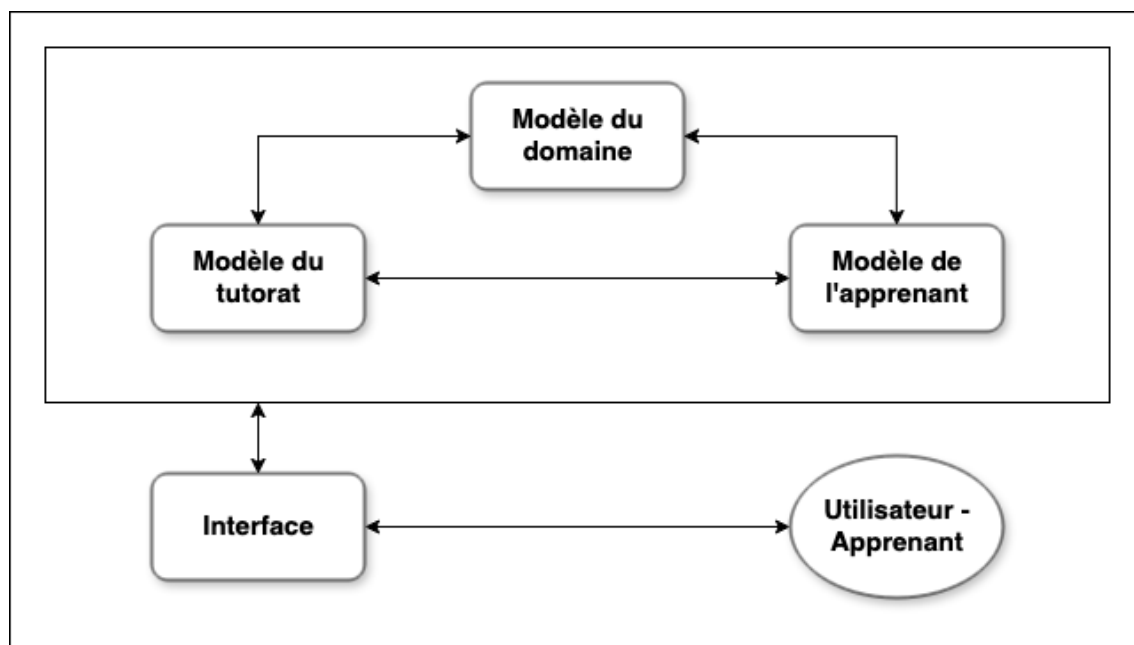 Modèle du
domaine
Modèle du
tutorat
Modèle de
l'apprenant
Interface
Utilisateur -
Apprenant